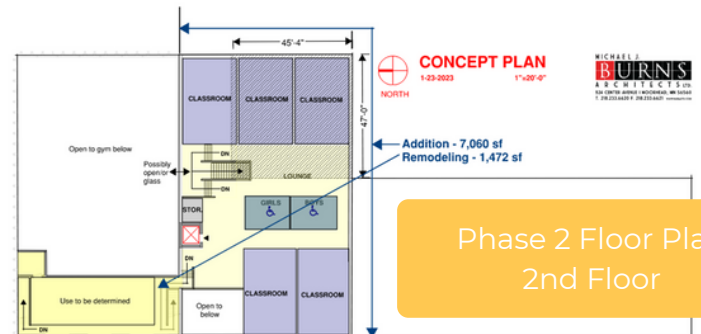 45'-4"
CONCEPT PLAN
1-23-2023 1"=20'-0"
NORTH
MICHAEL J.
BURNS
ARCHITECTS LTD.
47'-0"
CLASSROOM CLASSROOM CLASSROOM
Open to gym below
Possibly
open/or
glass
DN
DN
LOUNGE
Addition - 7,060 sf
Remodeling - 1,472 sf
STOR.
GIRLS BOYS
DN
Use to be determined
DN
Open to
below
CLASSROOM CLASSROOM
Phase 2 Floor Pla
2nd Floor